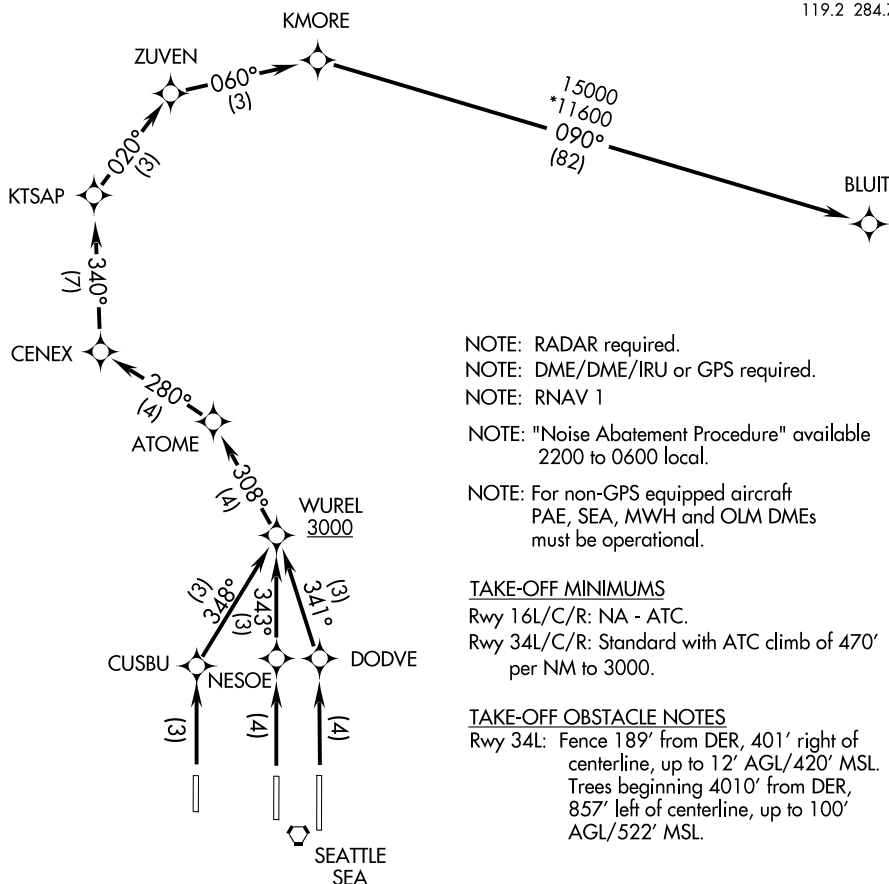 119.2 284.7
KMORE
ZUVEN
060°
(3)
15000
*11600
090°
(82)
020°
(3)
KTSAP
BLUIT
340°
(7)
CENEX
280°
(4)
ATOME
308°
(4)
WUREL
3000
(3)
348°
343°
(3)
341°
(3)
CUSBU
NESOE
DODVE
(3)
(4)
(4)
SEATTLE
SEA
NOTE: RADAR required.
NOTE: DME/DME/IRU or GPS required.
NOTE: RNAV 1
NOTE: "Noise Abatement Procedure" available
2200 to 0600 local.
NOTE: For non-GPS equipped aircraft
PAE, SEA, MWH and OLM DMEs
must be operational.
TAKE-OFF MINIMUMS
Rwy 16L/C/R: NA - ATC.
Rwy 34L/C/R: Standard with ATC climb of 470'
per NM to 3000.
TAKE-OFF OBSTACLE NOTES
Rwy 34L: Fence 189' from DER, 401' right of
centerline, up to 12' AGL/420' MSL.
Trees beginning 4010' from DER,
857' left of centerline, up to 100'
AGL/522' MSL.